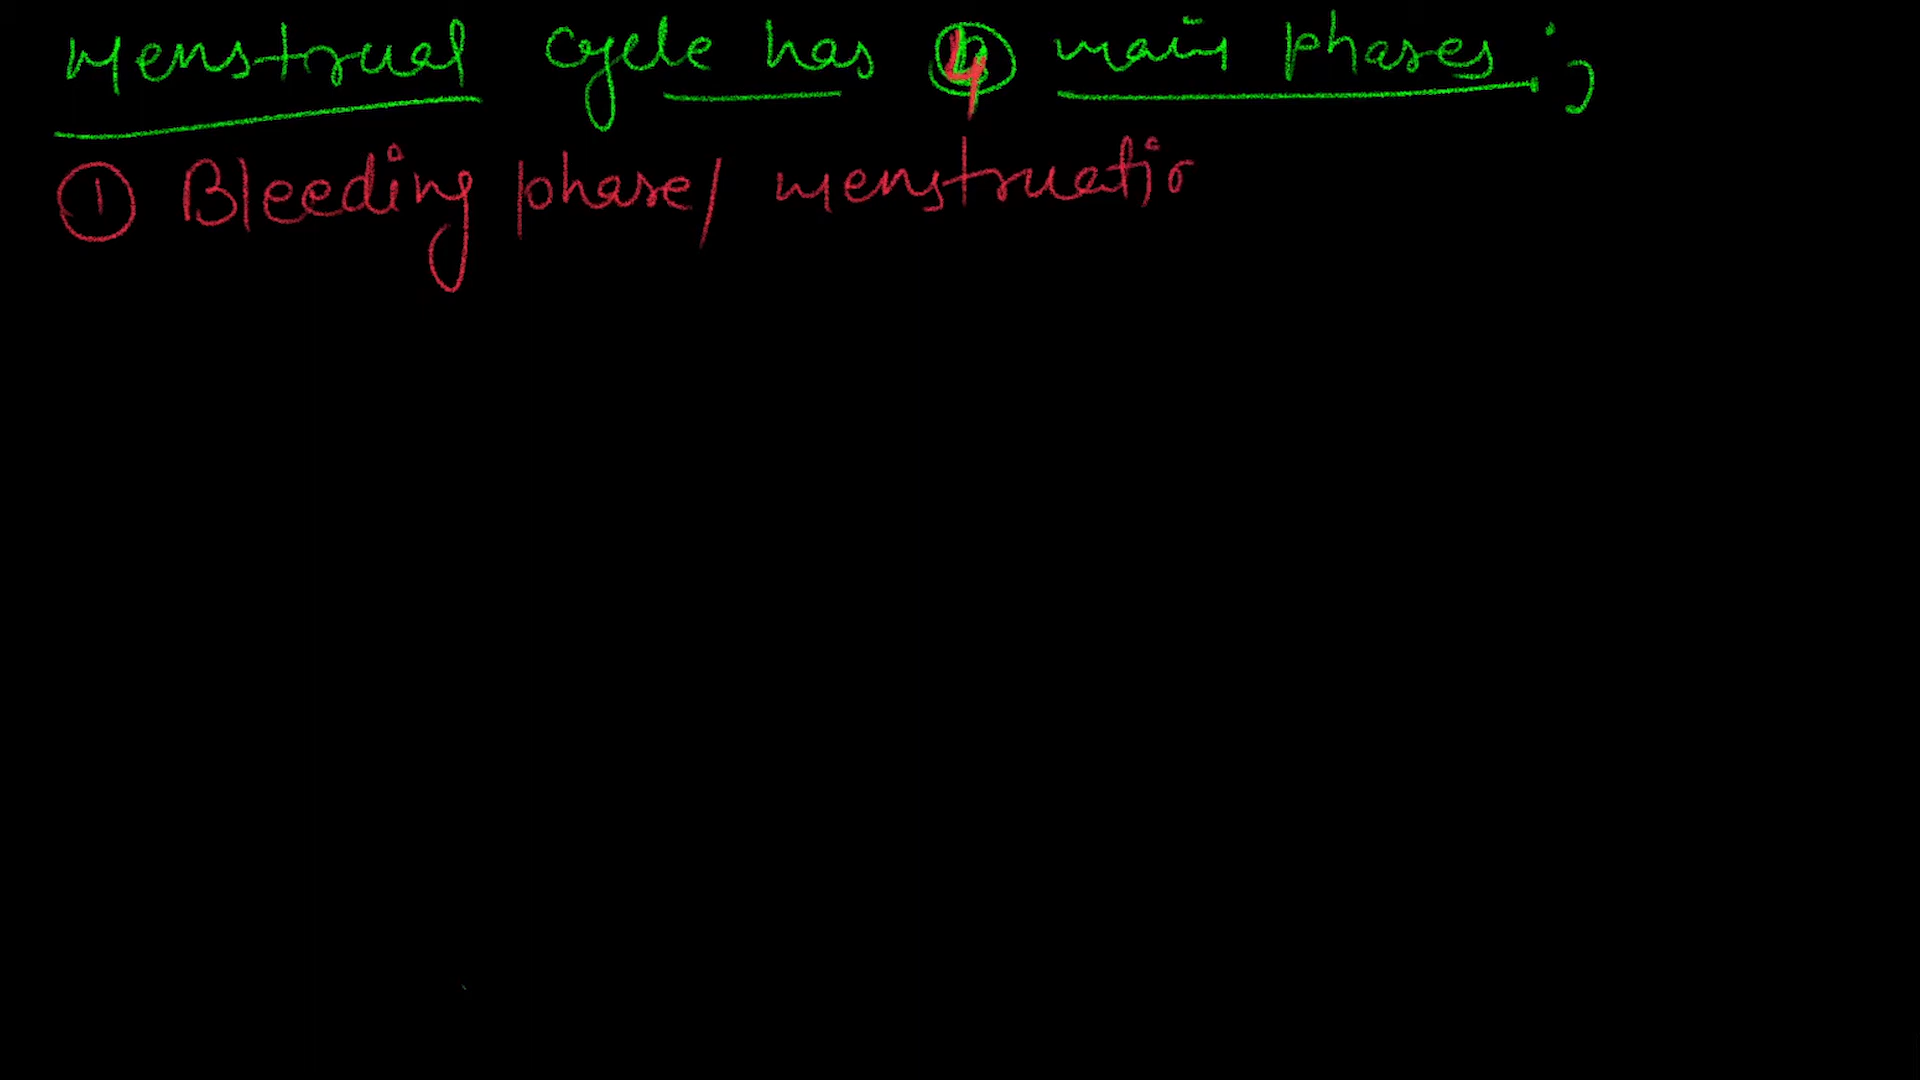 Menstrual cycle has 4 main phases :
① Bleeding phase/ menstruatio